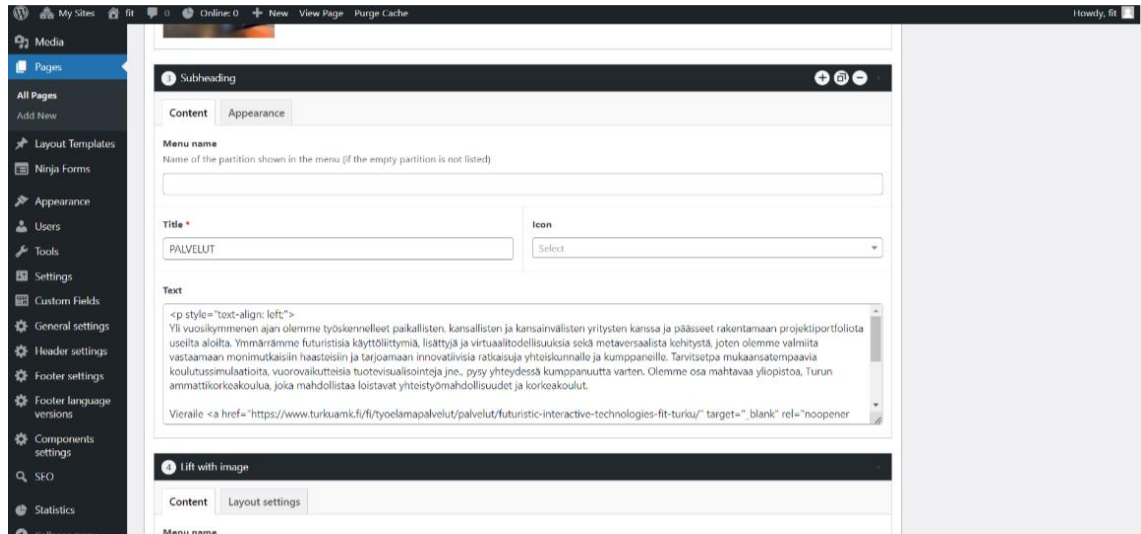 My Sites fit 0 Online: 0 New View Page Purge Cache Howdy, fit
Media
Pages
All Pages
Add New
Layout Templates
Ninja Forms
Appearance
Users
Tools
Settings
Custom Fields
General settings
Header settings
Footer settings
Footer language
versions
Components
settings
SEO
Statistics
3 Subheading
Content Appearance
Menu name
Name of the partition shown in the menu (if the empty partition is not listed)
Title * Icon
PALVELUT Select
Text
<p style="text-align: left;">
Yli vuosikymmenen ajan olemme työskennelleet paikallisten, kansallisten ja kansainvälisten yritysten kanssa ja päässeet rakentamaan projektiportfoliota
useilta aloilta. Ymmärrämme futuristisia käyttöliittymiä, lisättyjä ja virtuaalitodellisuuksia sekä metaversaalista kehitystä, joten olemme valmiita
vastaamaan monimutkaisiin haasteisiin ja tarjoamaan innovatiivisia ratkaisuja yhteiskunnalle ja kumppaneille. Tarvitsetpa mukaansatempaavia
koulutussimulaatioita, vuorovaikutteisia tuotevisualisointeja jne., pysy yhteydessä kumppanuutta varten. Olemme osa mahtavaa yliopistoa, Turun
ammattikorkeakoulua, joka mahdollistaa loistavat yhteistyömahdollisuudet ja korkeakoulut.
Vieraile <a href="https://www.turkuamk.fi/fi/tyoelamapalvelut/palvelut/futuristic-interactive-technologies-fit-turku/" target="_blank" rel="noopener
4 Lift with image
Content Layout settings
Menu name